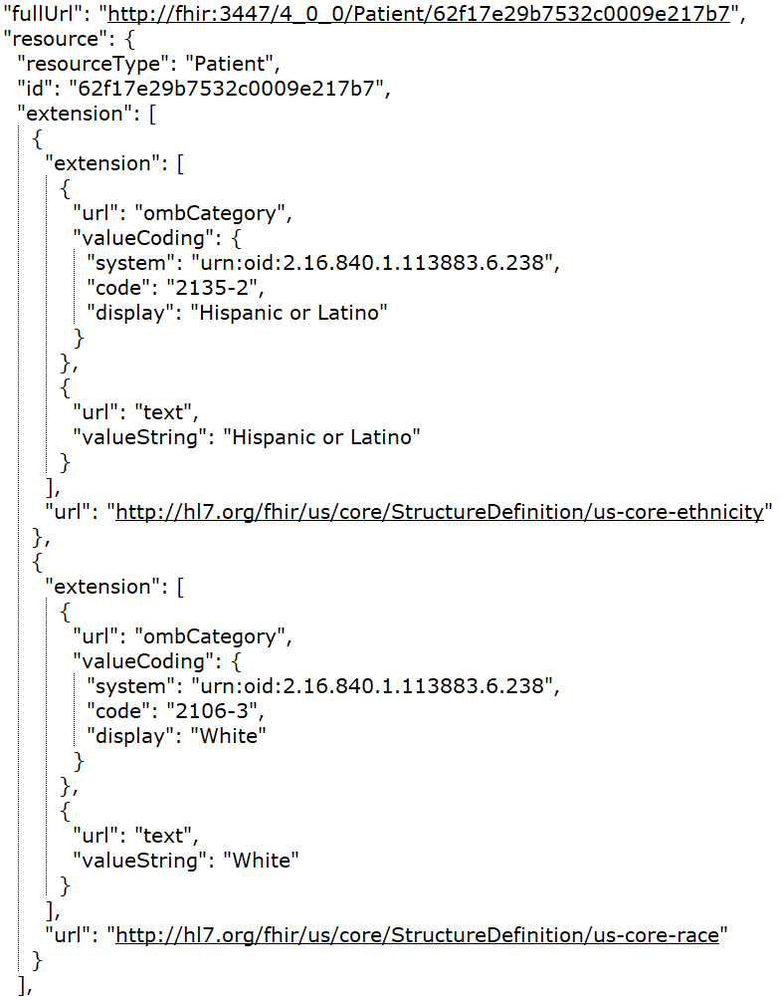 "fullUrl": "http://fhir:3447/4_0_0/Patient/62f17e29b7532c0009e217b7",
"resource": {
"resourceType": "Patient",
"id": "62f17e29b7532c0009e217b7",
"extension": [
{
"extension": [
{
"url": "ombCategory",
"valueCoding": {
"system": "urn:oid:2.16.840.1.113883.6.238",
"code": "2135-2",
"display": "Hispanic or Latino"
}
},
{
"url": "text",
"valueString": "Hispanic or Latino"
}
],
"url": "http://hl7.org/fhir/us/core/StructureDefinition/us-core-ethnicity"
},
{
"extension": [
{
"url": "ombCategory",
"valueCoding": {
"system": "urn:oid:2.16.840.1.113883.6.238",
"code": "2106-3",
"display": "White"
}
},
{
"url": "text",
"valueString": "White"
}
],
"url": "http://hl7.org/fhir/us/core/StructureDefinition/us-core-race"
}
],